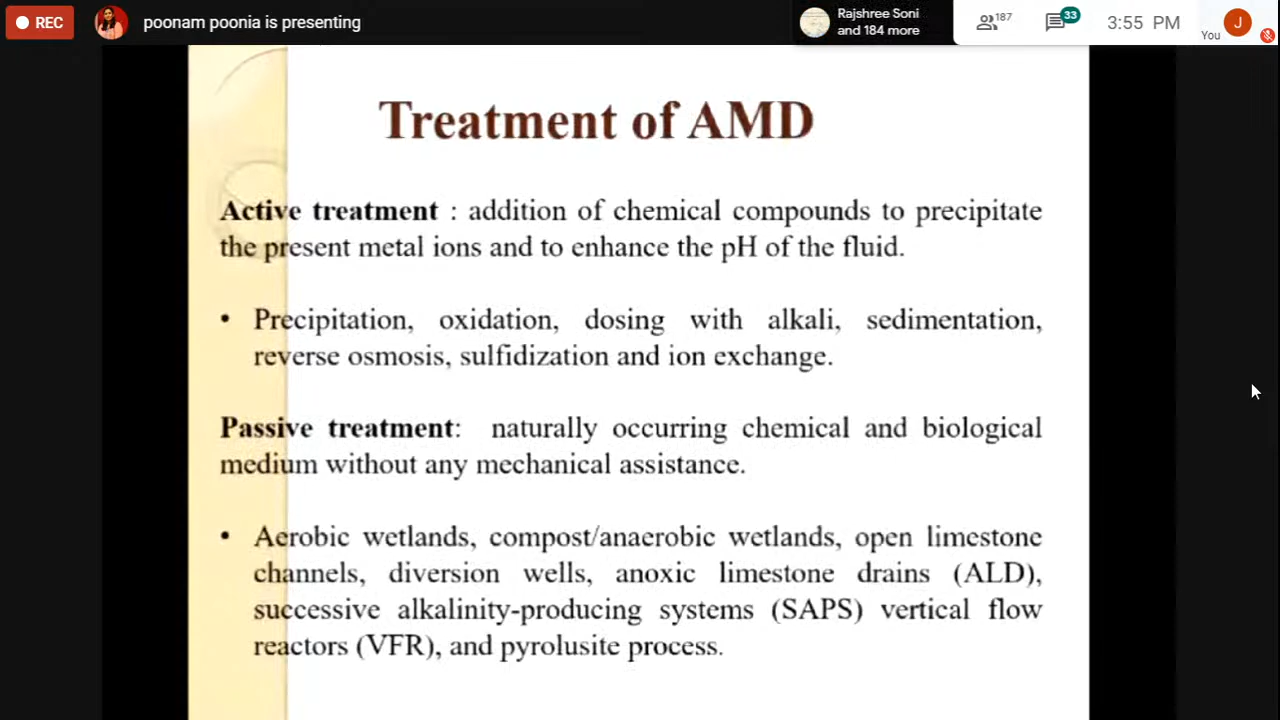 REC
poonam poonia is presenting
Rajshree Soni
and 184 more
187
33
3:55 PM
You
J
Treatment of AMD
Active treatment : addition of chemical compounds to precipitate
the present metal ions and to enhance the pH of the fluid.
• Precipitation, oxidation, dosing with alkali, sedimentation,
reverse osmosis, sulfidization and ion exchange.
Passive treatment: naturally occurring chemical and biological
medium without any mechanical assistance.
• Aerobic wetlands, compost/anaerobic wetlands, open limestone
channels, diversion wells, anoxic limestone drains (ALD),
successive alkalinity-producing systems (SAPS) vertical flow
reactors (VFR), and pyrolusite process.